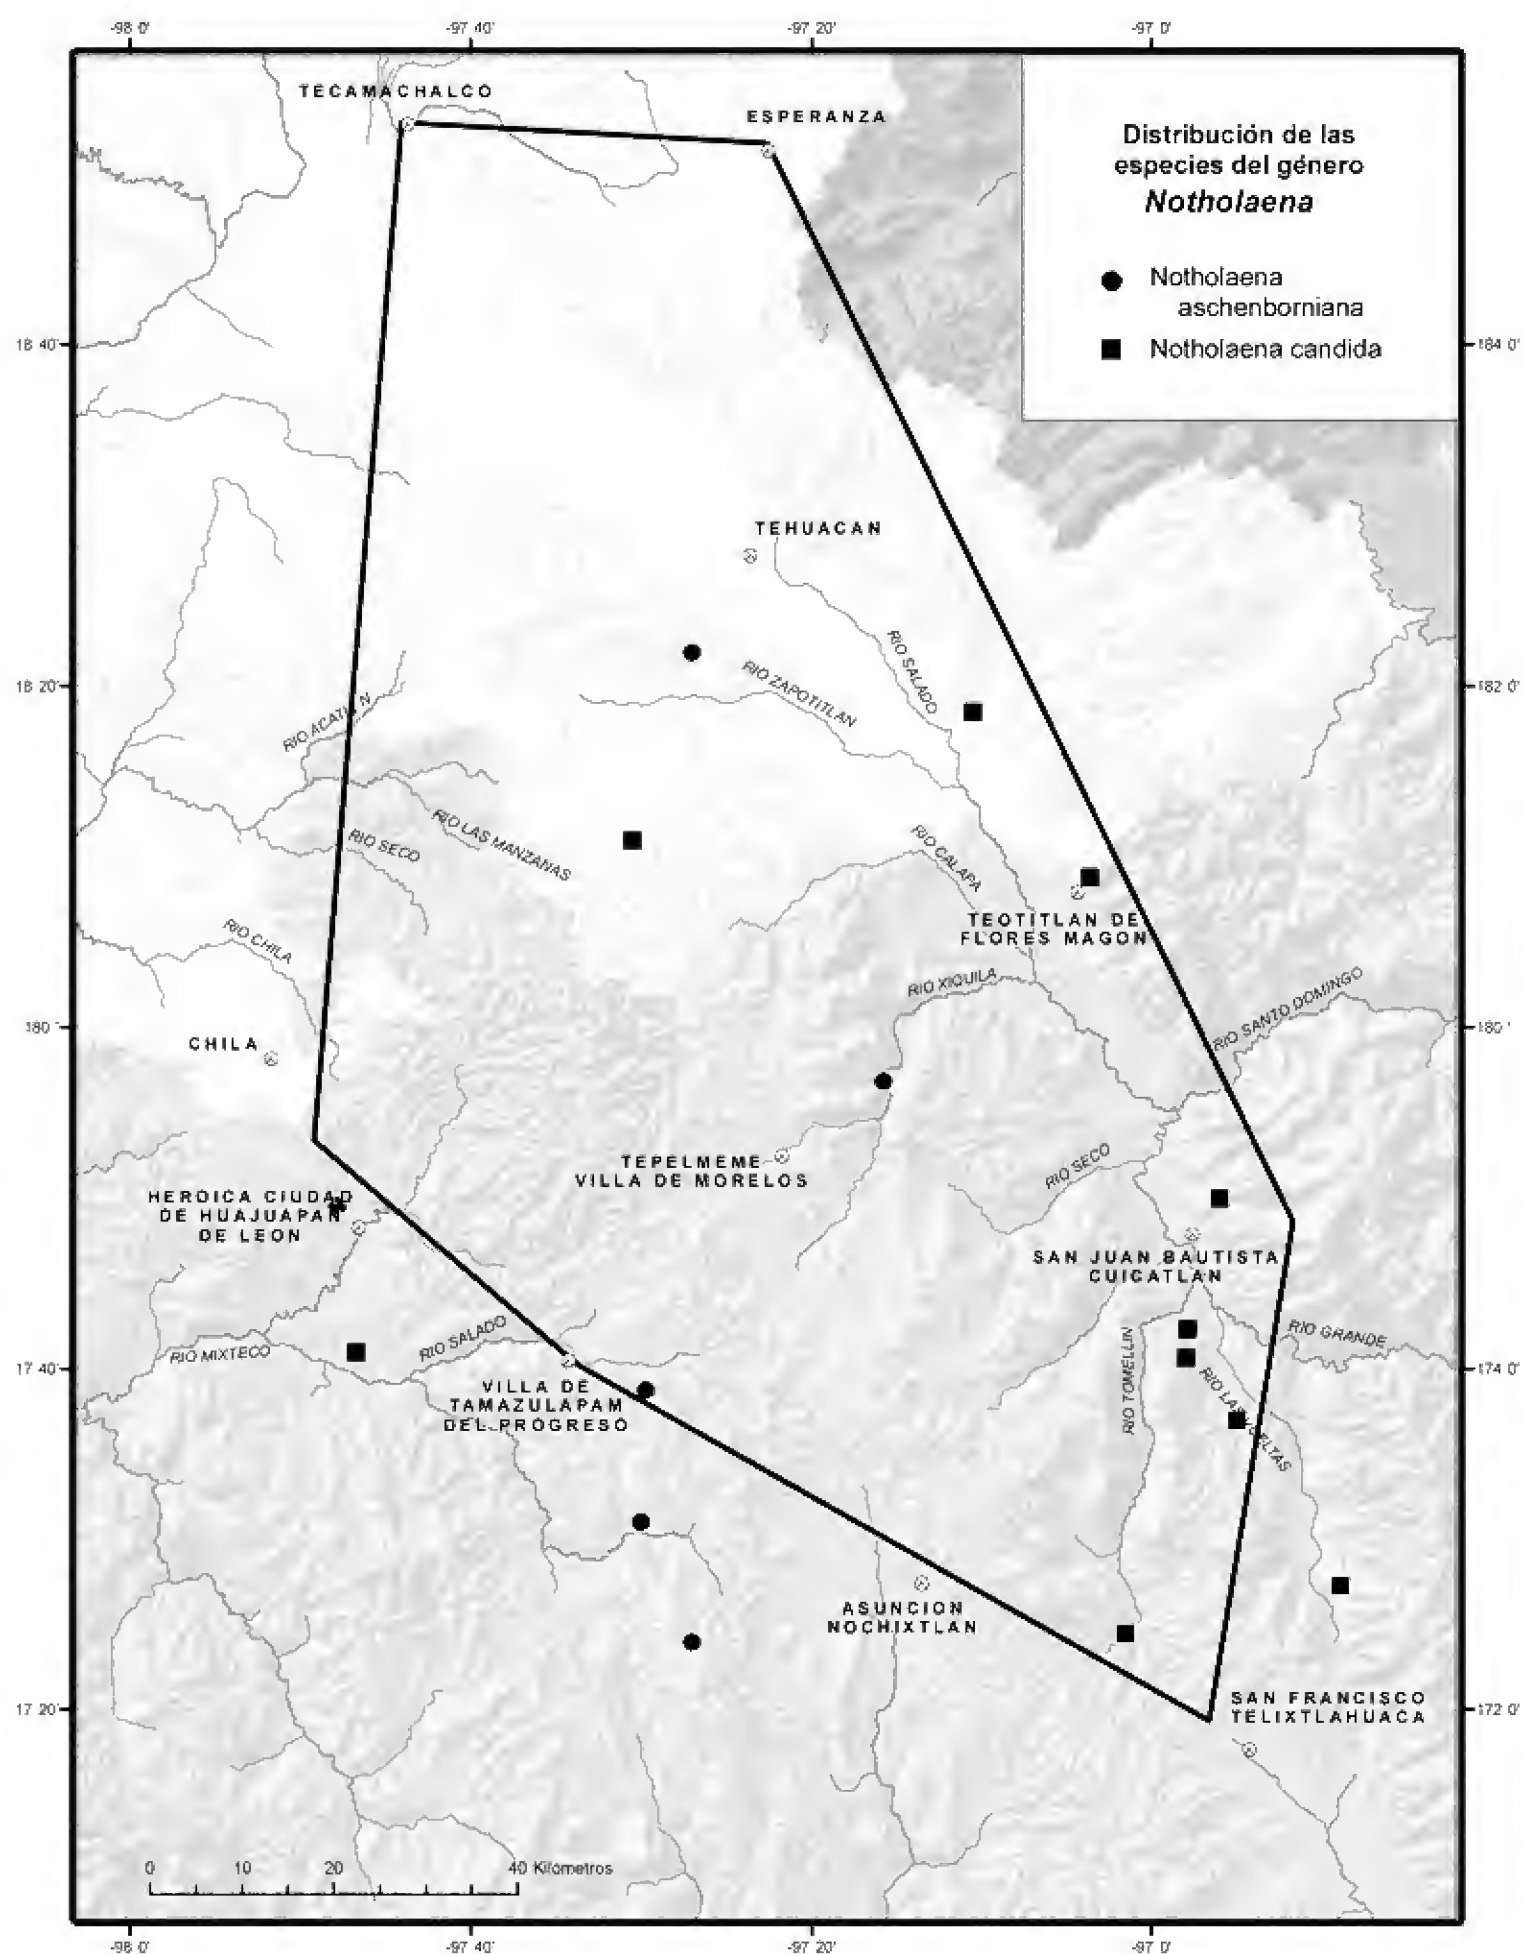 -98 0'
-97 40'
-97 20'
-97 0'
TECAMACHALCO
ESPERANZA
Distribución de las
especies del género
Notholaena
Notholaena
aschenborniana
Notholaena candida
18 40'
184 0'
TEHUACAN
RIO SALADO
RIO ZAPOTITLAN
18 20'
182 0'
RIO LAS MANZANAS
RIO SECO
RIO CALAPA
TEOTITLAN DE
FLORES MAGON
RIO CHILA
RIO XIQUILA
RIO SANTO DOMINGO
180 '
180 '
CHILA
TEPELMEME
VILLA DE MORELOS
RIO SECO
HEROICA CIUDAD
DE HUAJUAPAN
DE LEON
SAN JUAN BAUTISTA
CUICATLAN
RIO GRANDE
RIO MIXTECO
RIO SALADO
RIO TOMELLIN
17 40'
174 0'
VILLA DE
TAMAZULAPAM
DEL PROGRESO
ASUNCION
NOCHIXTLAN
17 20'
172 0'
SAN FRANCISCO
TELIXTLAHUACA
0 10 20 40 Kilómetros
-98 0'
-97 40'
-97 20'
-97 0'